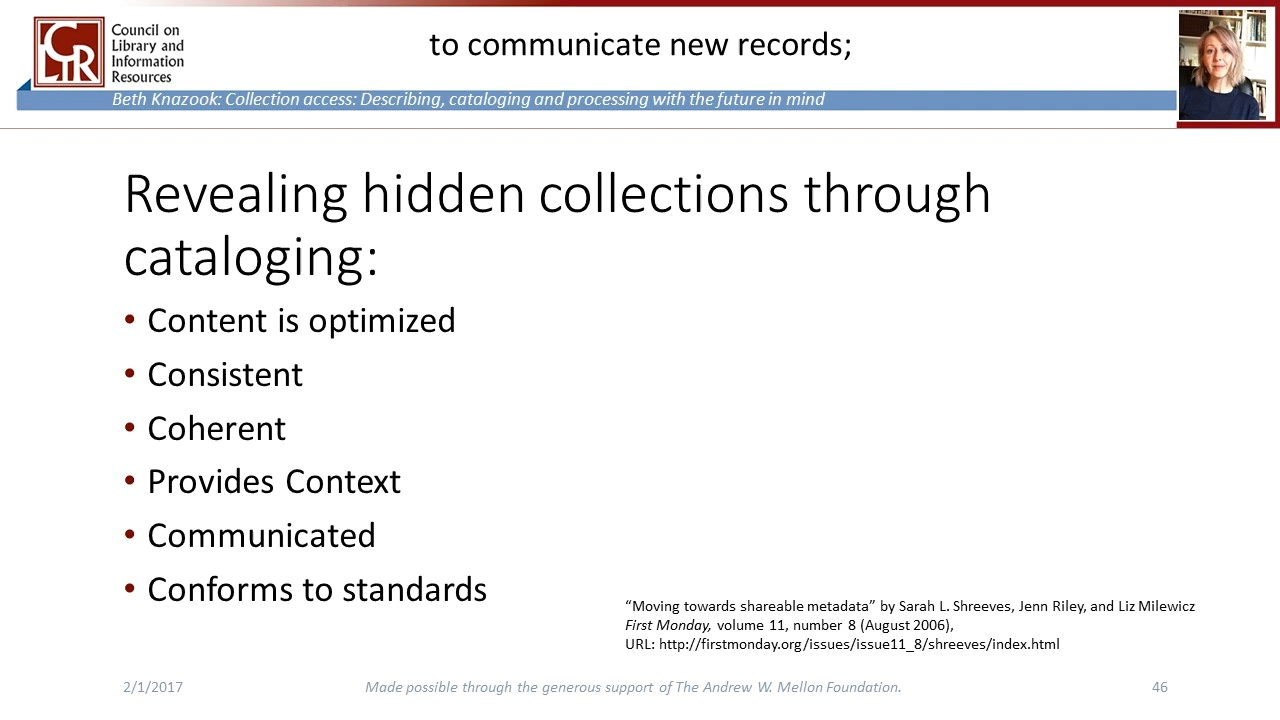 CLIR
Council on
Library and
Information
Resources
to communicate new records;
Beth Knazook: Collection access: Describing, cataloging and processing with the future in mind
Revealing hidden collections through
cataloging:
• Content is optimized
• Consistent
• Coherent
• Provides Context
• Communicated
• Conforms to standards
“Moving towards shareable metadata” by Sarah L. Shreeves, Jenn Riley, and Liz Milewicz
First Monday, volume 11, number 8 (August 2006),
URL: http://firstmonday.org/issues/issue11_8/shreeves/index.html
2/1/2017
Made possible through the generous support of The Andrew W. Mellon Foundation.
46